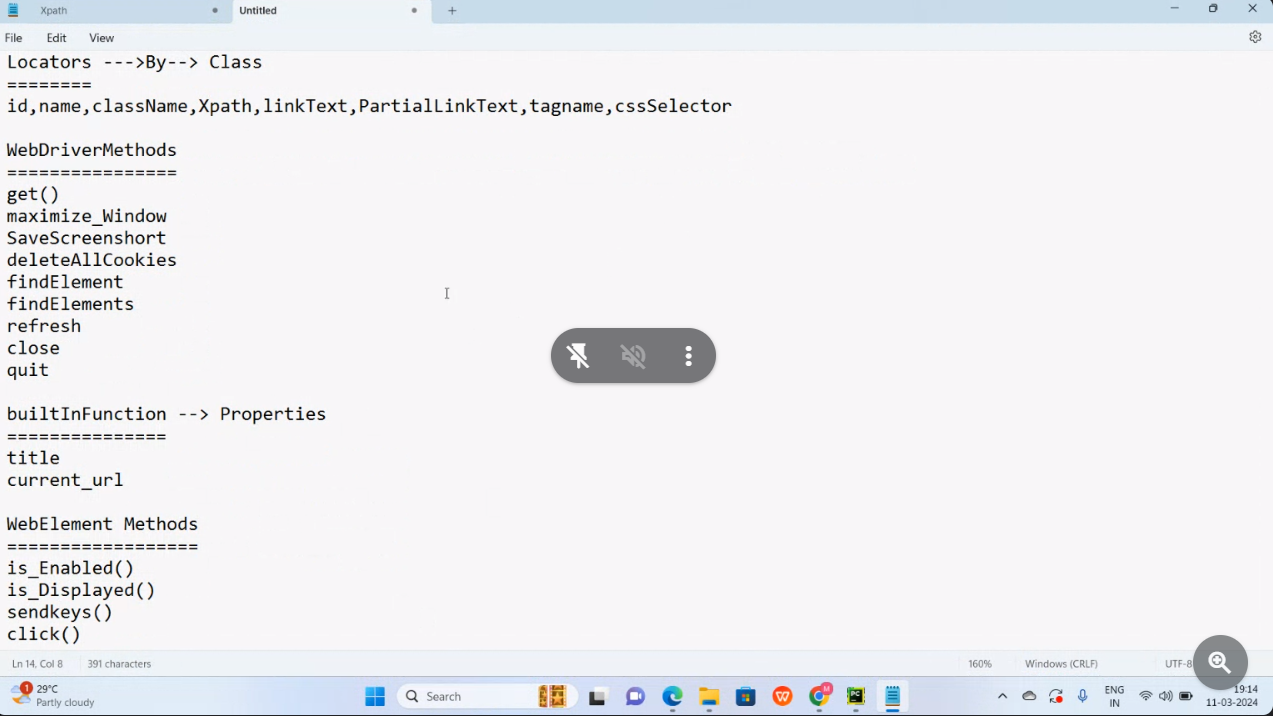 Xpath
Untitled
File Edit View
Locators --->By--> Class
========
id,name,className,Xpath,linkText,PartialLinkText,tagname,cssSelector
WebDriverMethods
================
get()
maximize_Window
SaveScreenshort
deleteAllCookies
findElement
findElements
refresh
close
quit
builtInFunction --> Properties
===============
title
current_url
WebElement Methods
==================
is_Enabled()
is_Displayed()
sendkeys()
click()
Ln 14, Col 8 391 characters 160% Windows (CRLF) UTF-8
1 29°C
Partly cloudy
Search
M
PC
ENG
IN
19:14
11-03-2024